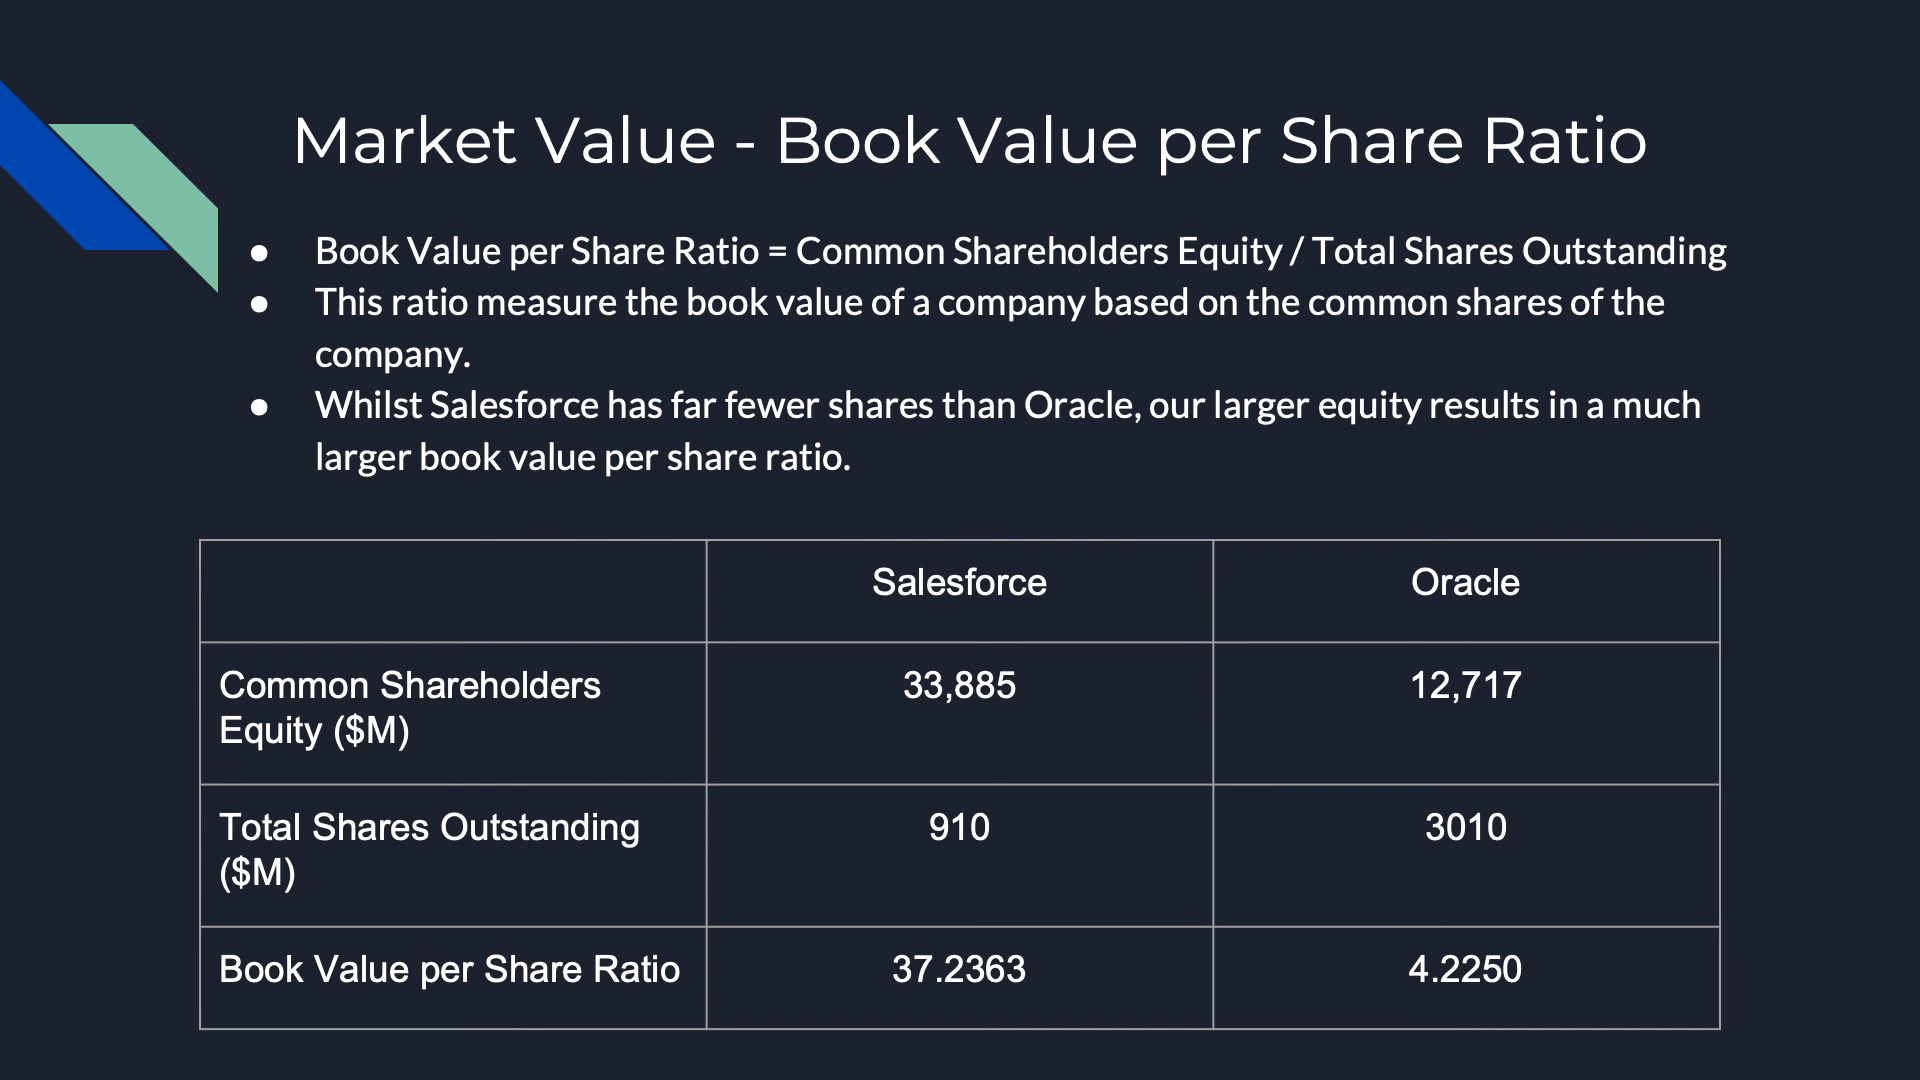 Market Value - Book Value per Share Ratio
● Book Value per Share Ratio = Common Shareholders Equity / Total Shares Outstanding
● This ratio measure the book value of a company based on the common shares of the
company.
● Whilst Salesforce has far fewer shares than Oracle, our larger equity results in a much
larger book value per share ratio.
Salesforce Oracle
Common Shareholders 33,885 12,717
Equity ($M)
Total Shares Outstanding 910 3010
($M)
Book Value per Share Ratio 37.2363 4.2250